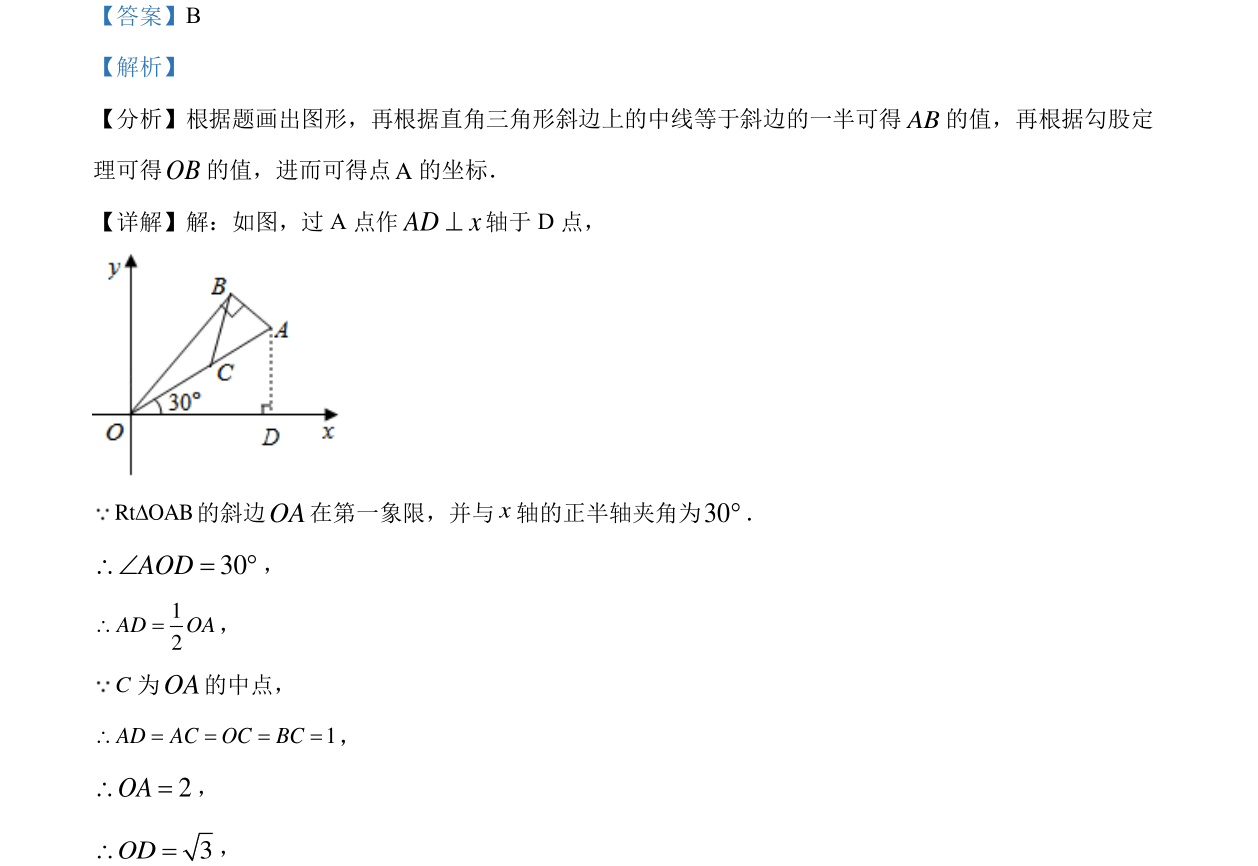 【答案】B
【解析】
【分析】根据题画出图形，再根据直角三角形斜边上的中线等于斜边的一半可得 AB 的值，再根据勾股定
理可得 OB 的值，进而可得点 A 的坐标．
【详解】解：如图，过 A 点作 AD ⊥ x 轴于 D 点，
y
B
A
C
30°
O
D
x
∵ Rt∆OAB 的斜边 OA 在第一象限，并与 x 轴的正半轴夹角为 30°．
∴ ∠AOD = 30°，
∴ AD = 1/2 OA，
∵ C 为 OA 的中点，
∴ AD = AC = OC = BC = 1，
∴ OA = 2，
∴ OD = √3，